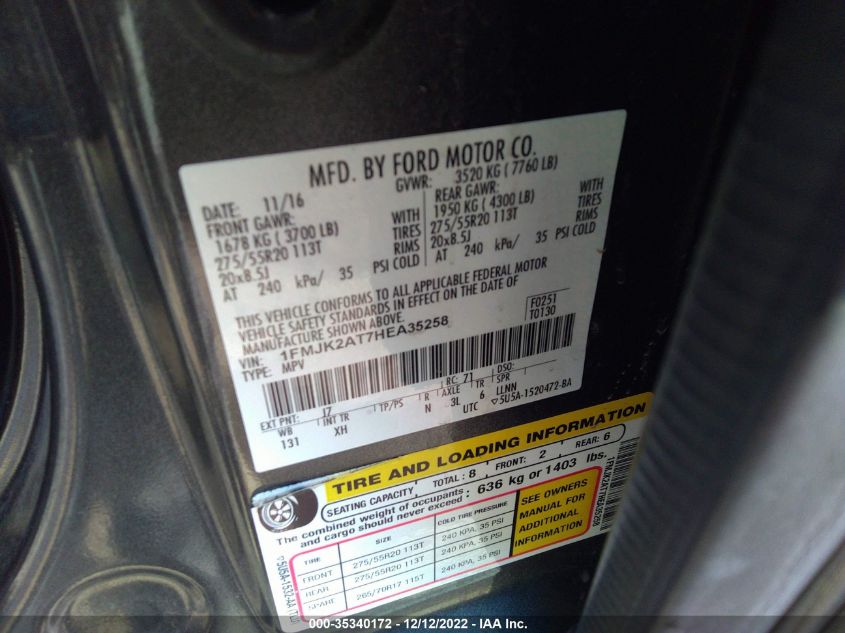 MFD. BY FORD MOTOR CO.
DATE: 11/16
GVWR: 3520 KG ( 7760 LB)
FRONT GAWR: REAR GAWR:
1678 KG ( 3700 LB) WITH 1950 KG ( 4300 LB) WITH
275/55R20 113T TIRES 275/55R20 113T TIRES
20x8.5J RIMS 20x8.5J RIMS
AT 240 kPa/ 35 PSI COLD AT 240 kPa/ 35 PSI COLD
THIS VEHICLE CONFORMS TO ALL APPLICABLE FEDERAL MOTOR
VEHICLE SAFETY STANDARDS IN EFFECT ON THE DATE OF
MANUFACTURE SHOWN ABOVE.
F0251
T0130
VIN: 1FMJK2AT7HEA35258
TYPE: MPV
EXT PNT: J7 RC: 71 DSO:
WB INT TR TP/PS R AXLE TR SPR
131 XH N 3L 6 LLNN
UTC ▽5U5A-1520472-BA
TIRE AND LOADING INFORMATION
SEATING CAPACITY TOTAL: 8 FRONT: 2 REAR: 6
The combined weight of occupants
and cargo should never exceed : 636 kg or 1403 lbs.
TIRE SIZE COLD TIRE PRESSURE
FRONT 275/55R20 113T 240 KPA, 35 PSI
REAR 275/55R20 113T 240 KPA, 35 PSI
SPARE 265/70R17 115T 240 KPA, 35 PSI
SEE OWNERS
MANUAL FOR
ADDITIONAL
INFORMATION
1FMJK2AT7HEA35258
000-35340172 - 12/12/2022 - IAA Inc.